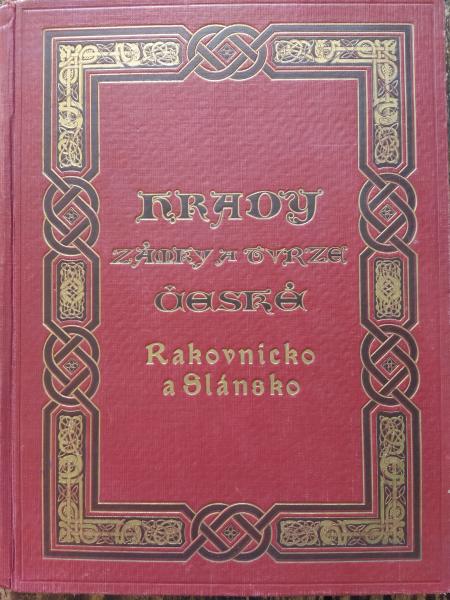 HRADY
ZÁMKY A TVRZE
ČESKÉ
Rakovnicko
a Slánsko